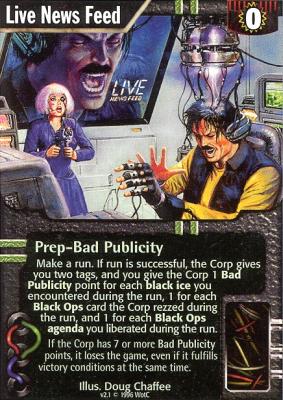 Live News Feed
0
LIVE
NEWS FEED
Prep-Bad Publicity
Make a run. If run is successful, the Corp gives
you two tags, and you give the Corp 1 Bad
Publicity point for each black ice you
encountered during the run, 1 for each
Black Ops card the Corp rezzed during
the run, and 1 for each Black Ops
agenda you liberated during the run.
If the Corp has 7 or more Bad Publicity
points, it loses the game, even if it fulfills
victory conditions at the same time.
Illus. Doug Chaffee
v2.1 © 1996 WotC